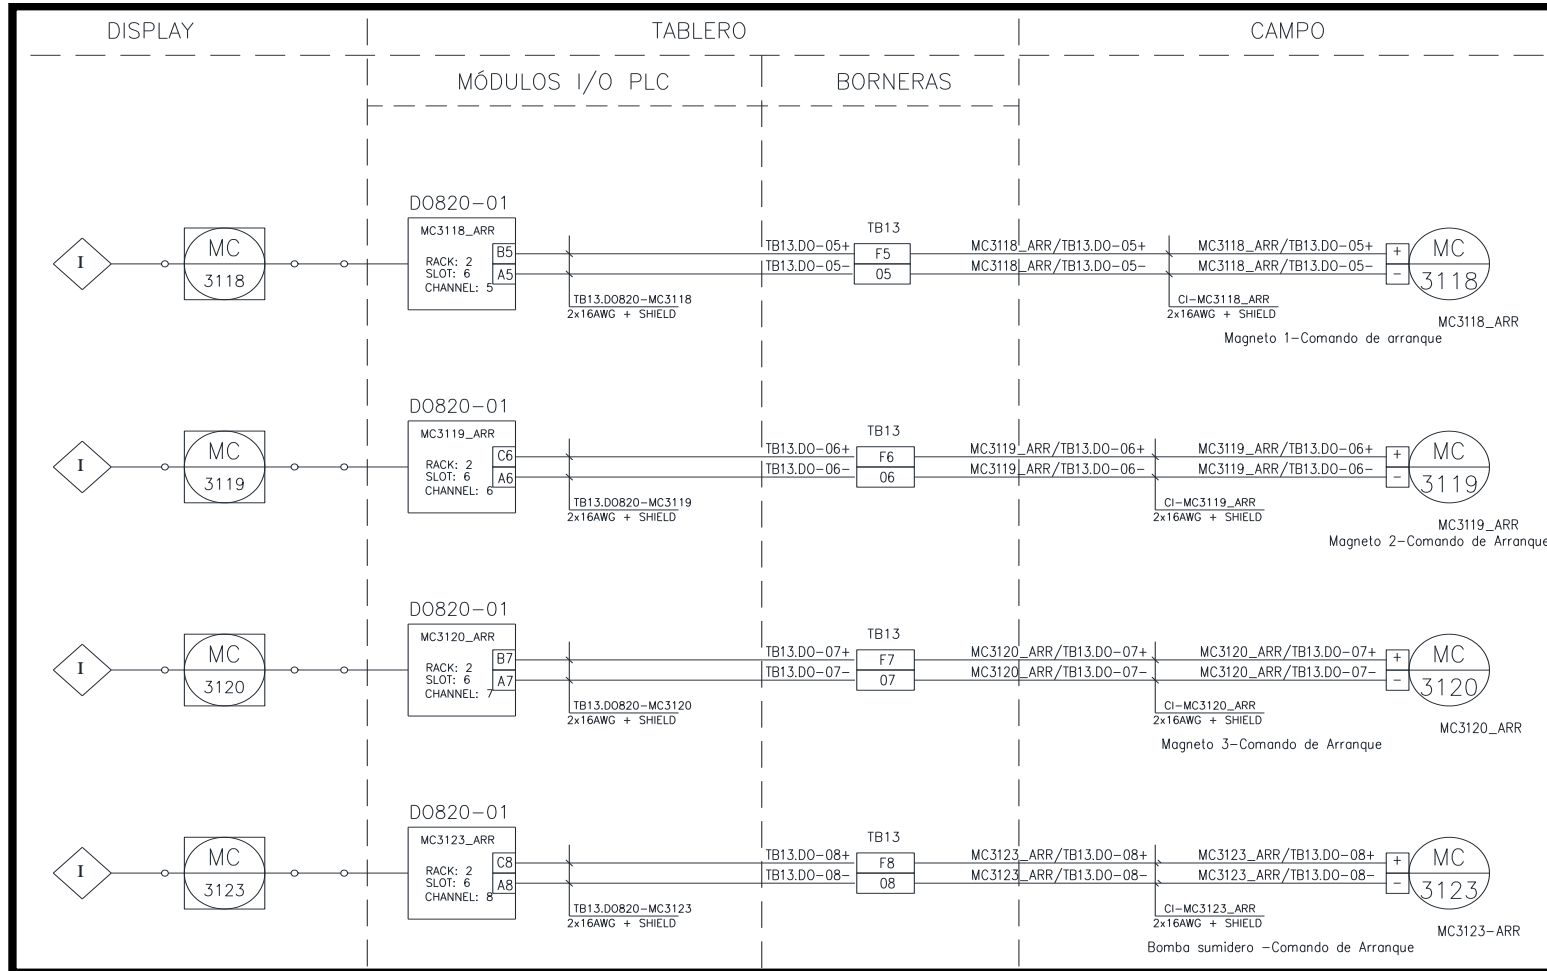 DISPLAY
TABLERO
CAMPO
MÓDULOS I/O PLC
BORNERAS
DO820-01
MC3118_ARR
RACK: 2
SLOT: 6
CHANNEL: 5
B5
A5
I
MC
3118
TB13.DO820-MC3118
2x16AWG + SHIELD
TB13.DO-05+
TB13.DO-05-
TB13
F5
05
MC3118_ARR/TB13.DO-05+
MC3118_ARR/TB13.DO-05-
CI-MC3118_ARR
2x16AWG + SHIELD
MC3118_ARR/TB13.DO-05+
MC3118_ARR/TB13.DO-05-
+
-
MC
3118
MC3118_ARR
Magneto 1-Comando de arranque
DO820-01
MC3119_ARR
RACK: 2
SLOT: 6
CHANNEL: 6
C6
A6
I
MC
3119
TB13.DO820-MC3119
2x16AWG + SHIELD
TB13.DO-06+
TB13.DO-06-
TB13
F6
06
MC3119_ARR/TB13.DO-06+
MC3119_ARR/TB13.DO-06-
CI-MC3119_ARR
2x16AWG + SHIELD
MC3119_ARR/TB13.DO-06+
MC3119_ARR/TB13.DO-06-
+
-
MC
3119
MC3119_ARR
Magneto 2-Comando de Arranque
DO820-01
MC3120_ARR
RACK: 2
SLOT: 6
CHANNEL: 7
B7
A7
I
MC
3120
TB13.DO820-MC3120
2x16AWG + SHIELD
TB13.DO-07+
TB13.DO-07-
TB13
F7
07
MC3120_ARR/TB13.DO-07+
MC3120_ARR/TB13.DO-07-
CI-MC3120_ARR
2x16AWG + SHIELD
MC3120_ARR/TB13.DO-07+
MC3120_ARR/TB13.DO-07-
+
-
MC
3120
MC3120_ARR
Magneto 3-Comando de Arranque
DO820-01
MC3123_ARR
RACK: 2
SLOT: 6
CHANNEL: 8
C8
A8
I
MC
3123
TB13.DO820-MC3123
2x16AWG + SHIELD
TB13.DO-08+
TB13.DO-08-
TB13
F8
08
MC3123_ARR/TB13.DO-08+
MC3123_ARR/TB13.DO-08-
CI-MC3123_ARR
2x16AWG + SHIELD
MC3123_ARR/TB13.DO-08+
MC3123_ARR/TB13.DO-08-
+
-
MC
3123
MC3123-ARR
Bomba sumidero -Comando de Arranque